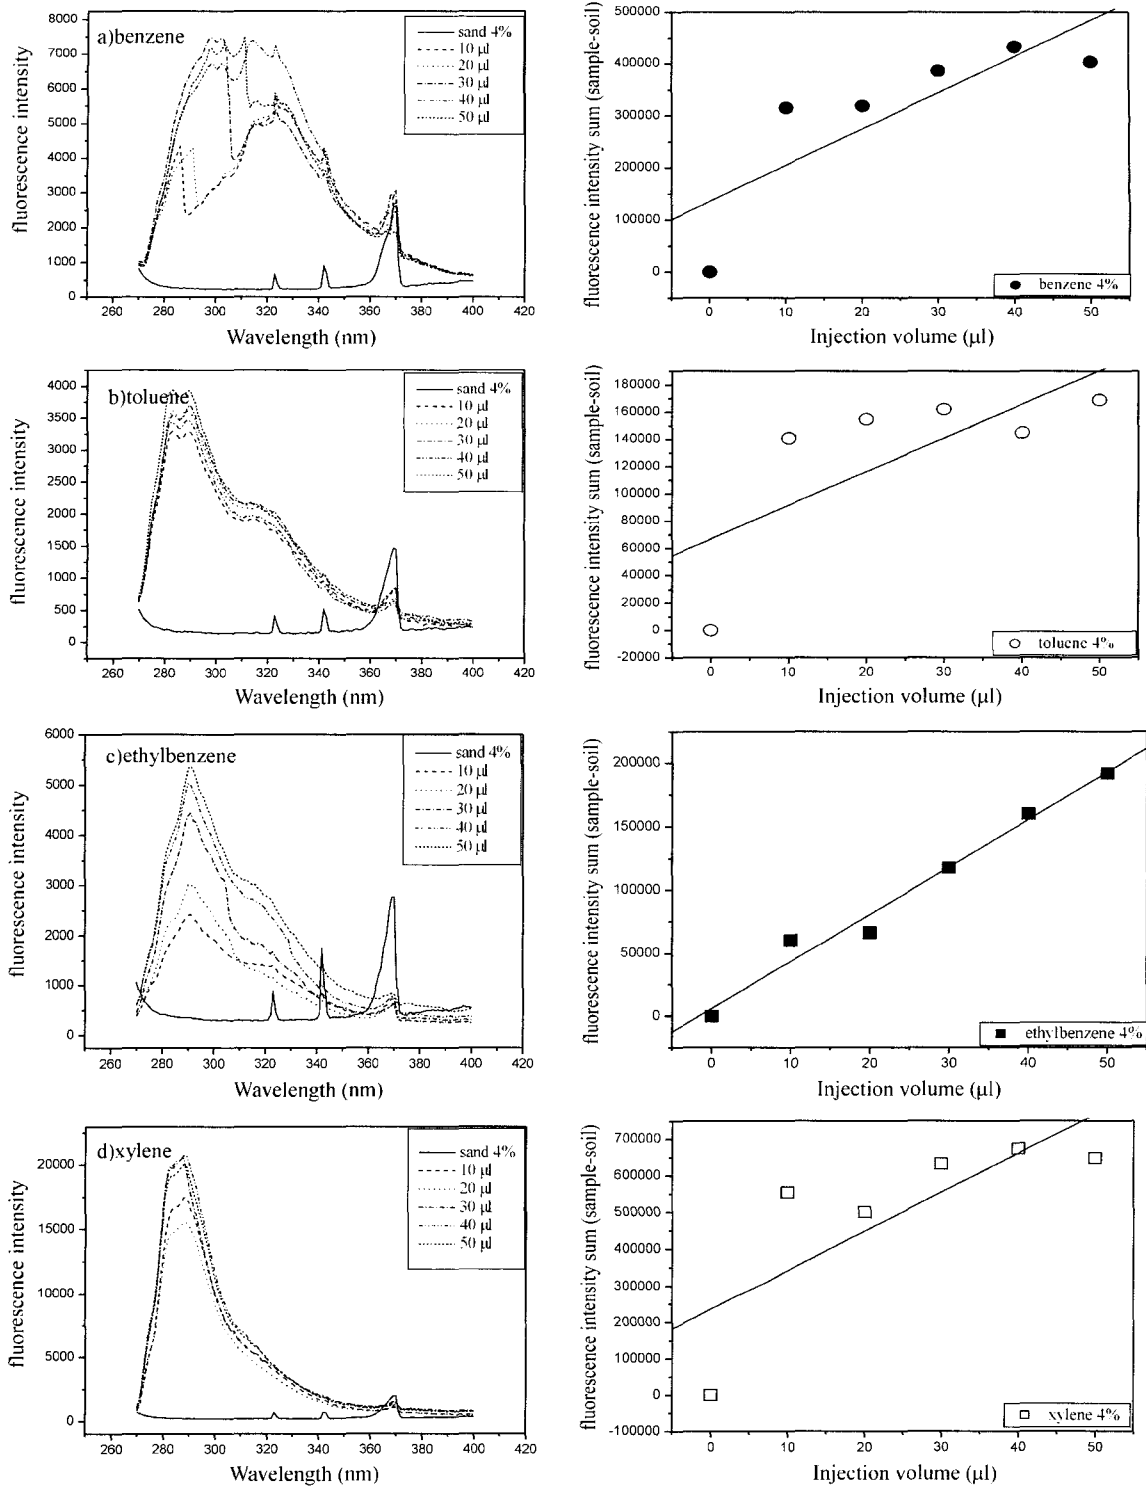 a)benzene
sand 4%
10 μl
20 μl
30 μl
40 μl
50 μl
8000
7000
6000
5000
4000
3000
2000
1000
0
fluorescence intensity
260 280 300 320 340 360 380 400 420
Wavelength (nm)
500000
400000
300000
200000
100000
0
fluorescence intensity sum (sample-soil)
benzene 4%
0 10 20 30 40 50
Injection volume (μl)
b)toluene
sand 4%
10 μl
20 μl
30 μl
40 μl
50 μl
4000
3500
3000
2500
2000
1500
1000
500
0
fluorescence intensity
260 280 300 320 340 360 380 400 420
Wavelength (nm)
180000
160000
140000
120000
100000
80000
60000
40000
20000
0
-20000
fluorescence intensity sum (sample-soil)
toluene 4%
0 10 20 30 40 50
Injection volume (μl)
c)ethylbenzene
sand 4%
10 μl
20 μl
30 μl
40 μl
50 μl
6000
5000
4000
3000
2000
1000
0
fluorescence intensity
260 280 300 320 340 360 380 400 420
Wavelength (nm)
200000
150000
100000
50000
0
fluorescence intensity sum (sample-soil)
ethylbenzene 4%
0 10 20 30 40 50
Injection volume (μl)
d)xylene
sand 4%
10 μl
20 μl
30 μl
40 μl
50 μl
20000
15000
10000
5000
0
fluorescence intensity
260 280 300 320 340 360 380 400 420
Wavelength (nm)
700000
600000
500000
400000
300000
200000
100000
0
-100000
fluorescence intensity sum (sample-soil)
xylene 4%
0 10 20 30 40 50
Injection volume (μl)